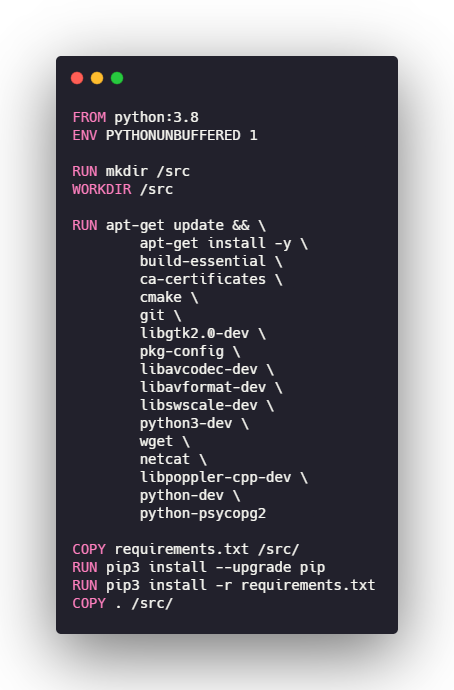 FROM python:3.8
ENV PYTHONUNBUFFERED 1
RUN mkdir /src
WORKDIR /src
RUN apt-get update && \
apt-get install -y \
build-essential \
ca-certificates \
cmake \
git \
libgtk2.0-dev \
pkg-config \
libavcodec-dev \
libavformat-dev \
libswscale-dev \
python3-dev \
wget \
netcat \
libpoppler-cpp-dev \
python-dev \
python-psycopg2
COPY requirements.txt /src/
RUN pip3 install --upgrade pip
RUN pip3 install -r requirements.txt
COPY . /src/